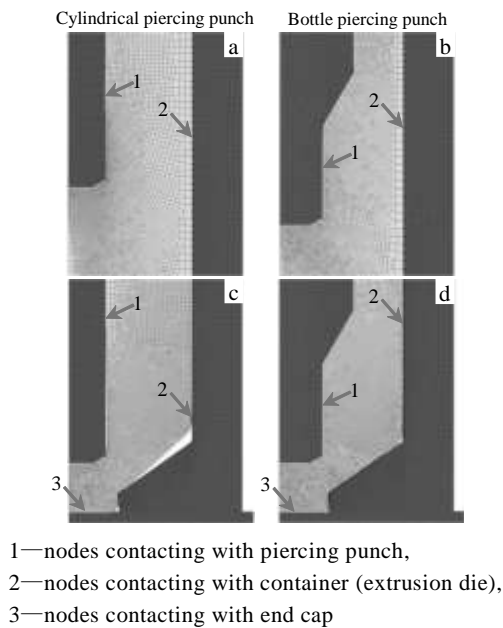 Cylindrical piercing punch
Bottle piercing punch
a
b
1
2
2
1
c
d
1
2
2
1
3
3
1—nodes contacting with piercing punch,
2—nodes contacting with container (extrusion die),
3—nodes contacting with end cap